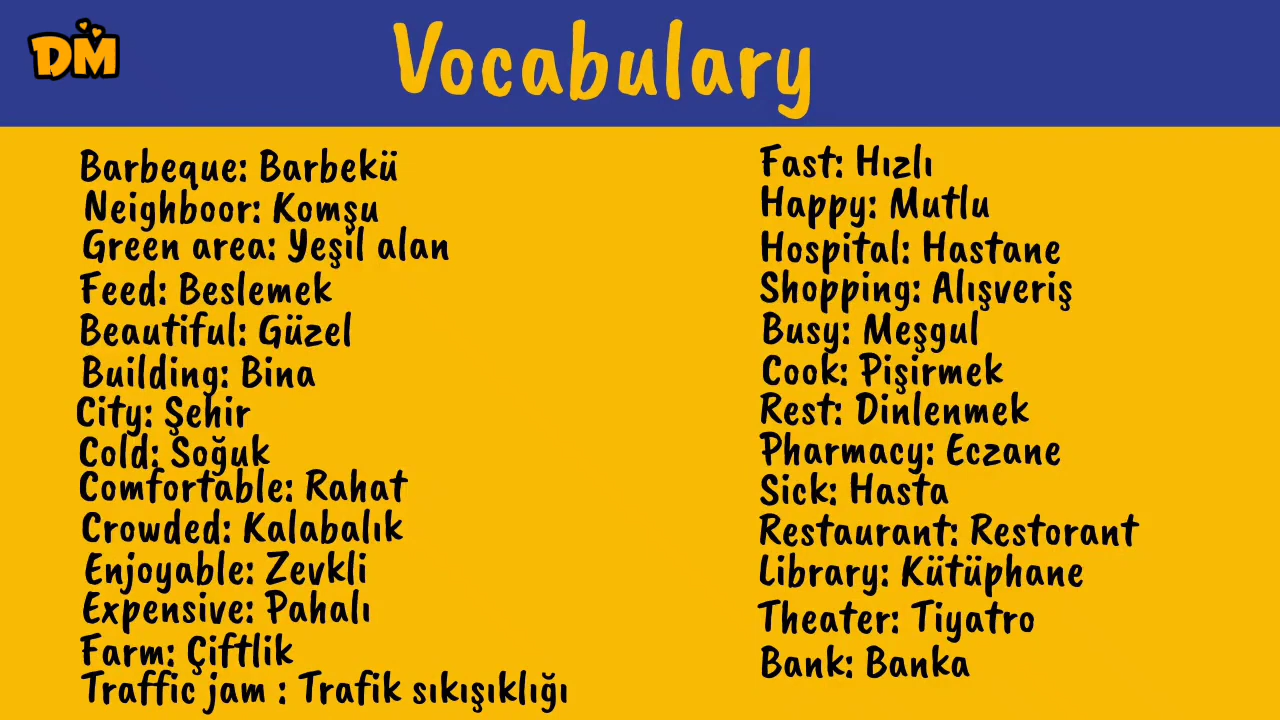 DM
Vocabulary
Barbeque: Barbekü
Neighboor: Komşu
Green area: Yeşil alan
Feed: Beslemek
Beautiful: Güzel
Building: Bina
City: Şehir
Cold: Soğuk
Comfortable: Rahat
Crowded: Kalabalık
Enjoyable: Zevkli
Expensive: Pahalı
Farm: Çiftlik
Traffic jam : Trafik sıkışıklığı
Fast: Hızlı
Happy: Mutlu
Hospital: Hastane
Shopping: Alışveriş
Busy: Meşgul
Cook: Pişirmek
Rest: Dinlenmek
Pharmacy: Eczane
Sick: Hasta
Restaurant: Restorant
Library: Kütüphane
Theater: Tiyatro
Bank: Banka